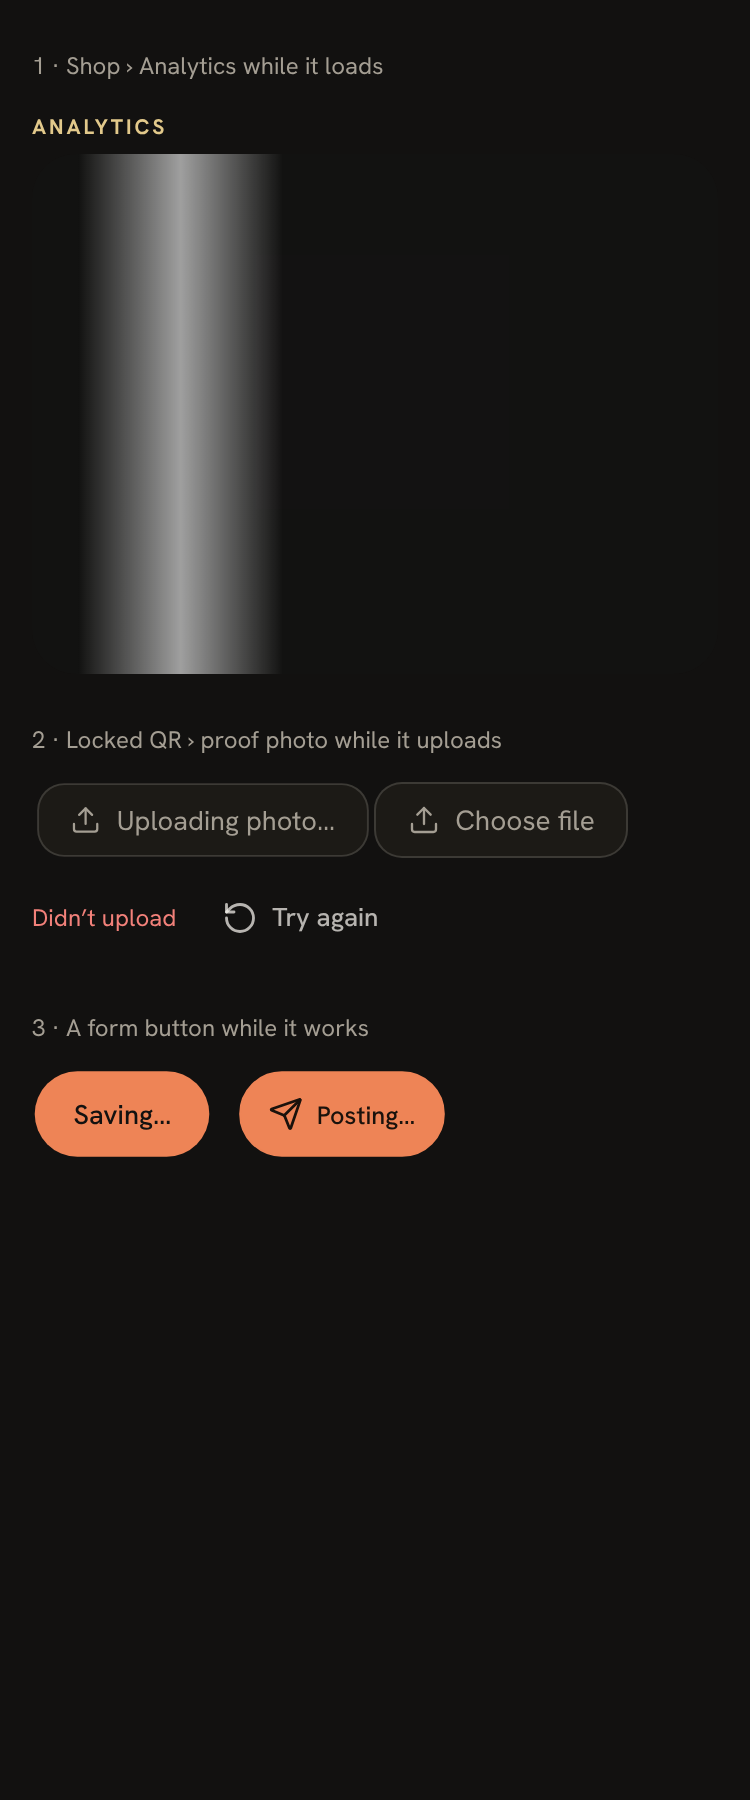 1 · Shop › Analytics while it loads
ANALYTICS
2 · Locked QR › proof photo while it uploads
Uploading photo… Choose file
Didn’t upload Try again
3 · A form button while it works
Saving… Posting…